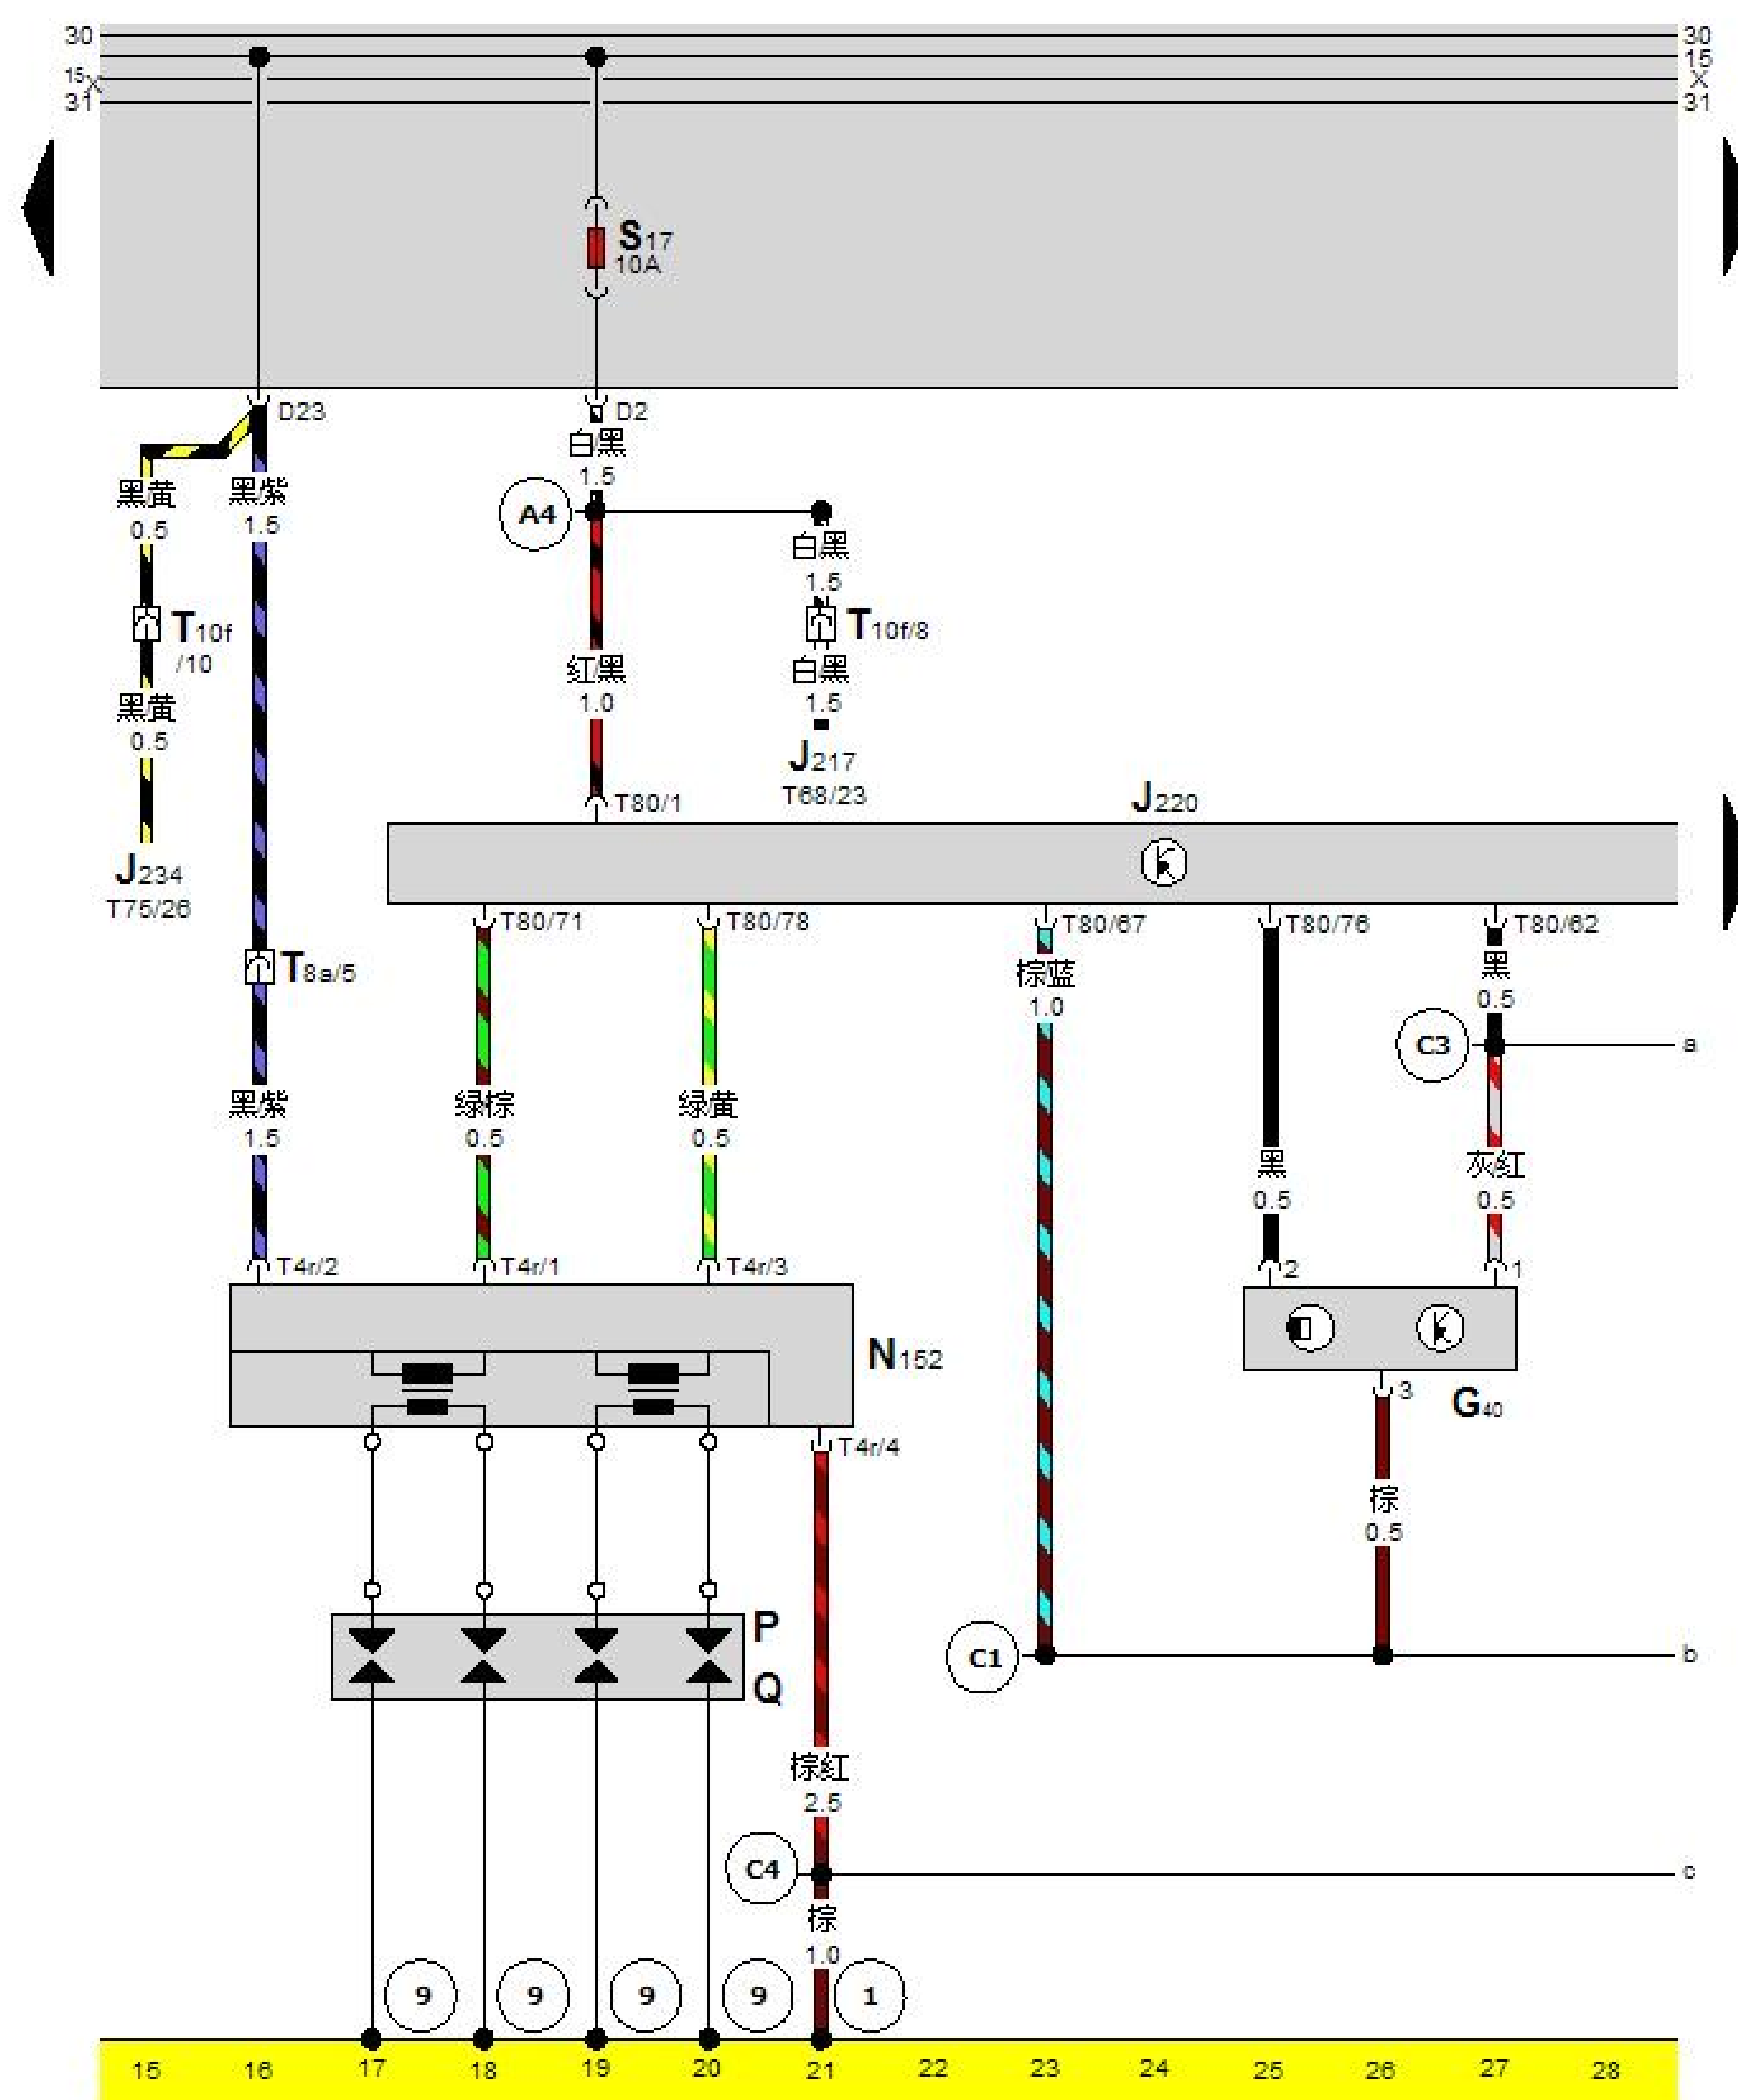 30 30
15
15
X X
31 31
S17
10A
D23 D2
白黑
1.5
黑黄 黑紫
0.5 1.5
A4
白黑
1.5
T10f T10f/8
/10
红黑 白黑
1.0 1.5
黑黄
0.5
J217
T68/23
T80/1 J220
J234
T75/26
T80/71 T80/78 T80/67 T80/76 T80/62
T8a/5
棕蓝 黑
1.0 0.5
C3 a
黑紫 绿棕 绿黄
1.5 0.5 0.5
黑 灰红
0.5 0.5
T4r/2 T4r/1 T4r/3 2 1
N152
3 G40
T4r/4
棕
0.5
P
Q
C1 b
棕红
2.5
C4 c
棕
1.0
9 9 9 9 1
15 16 17 18 19 20 21 22 23 24 25 26 27 28